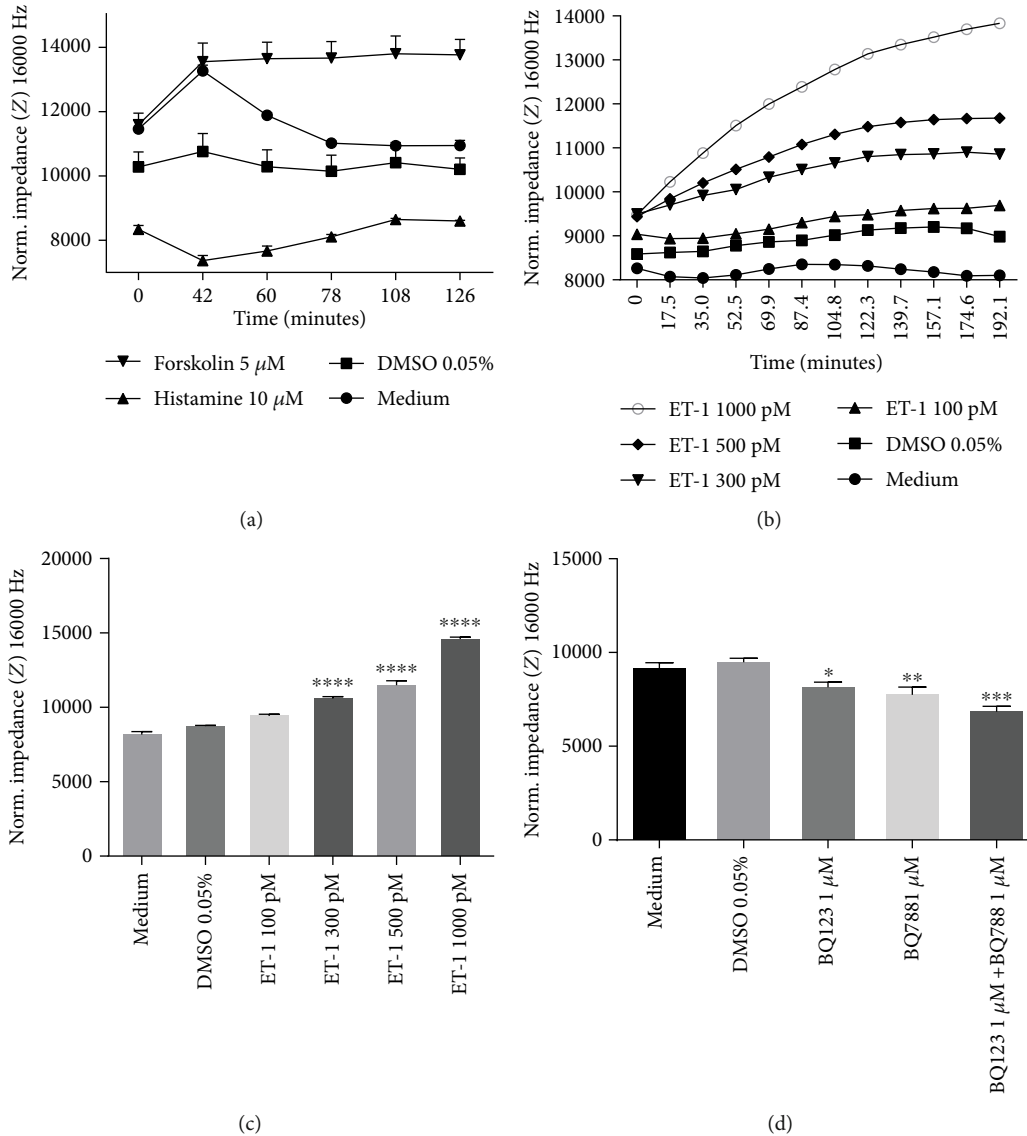 Norm. impedance (Z) 16000 Hz
14000
12000
10000
8000
0 42 60 78 108 126
Time (minutes)
Forskolin 5 μM
DMSO 0.05%
Histamine 10 μM
Medium
(a)
Norm. impedance (Z) 16000 Hz
14000
13000
12000
11000
10000
9000
8000
0
17.5
35.0
52.5
69.9
87.4
104.8
122.3
139.7
157.1
174.6
192.1
Time (minutes)
ET-1 1000 pM
ET-1 100 pM
ET-1 500 pM
DMSO 0.05%
ET-1 300 pM
Medium
(b)
Norm. impedance (Z) 16000 Hz
20000
15000
10000
5000
0
****
****
****
Medium
DMSO 0.05%
ET-1 100 pM
ET-1 300 pM
ET-1 500 pM
ET-1 1000 pM
(c)
Norm. impedance (Z) 16000 Hz
15000
10000
5000
0
*
**
***
Medium
DMSO 0.05%
BQ123 1 μM
BQ7881 μM
BQ123 1 μM +BQ788 1 μM
(d)